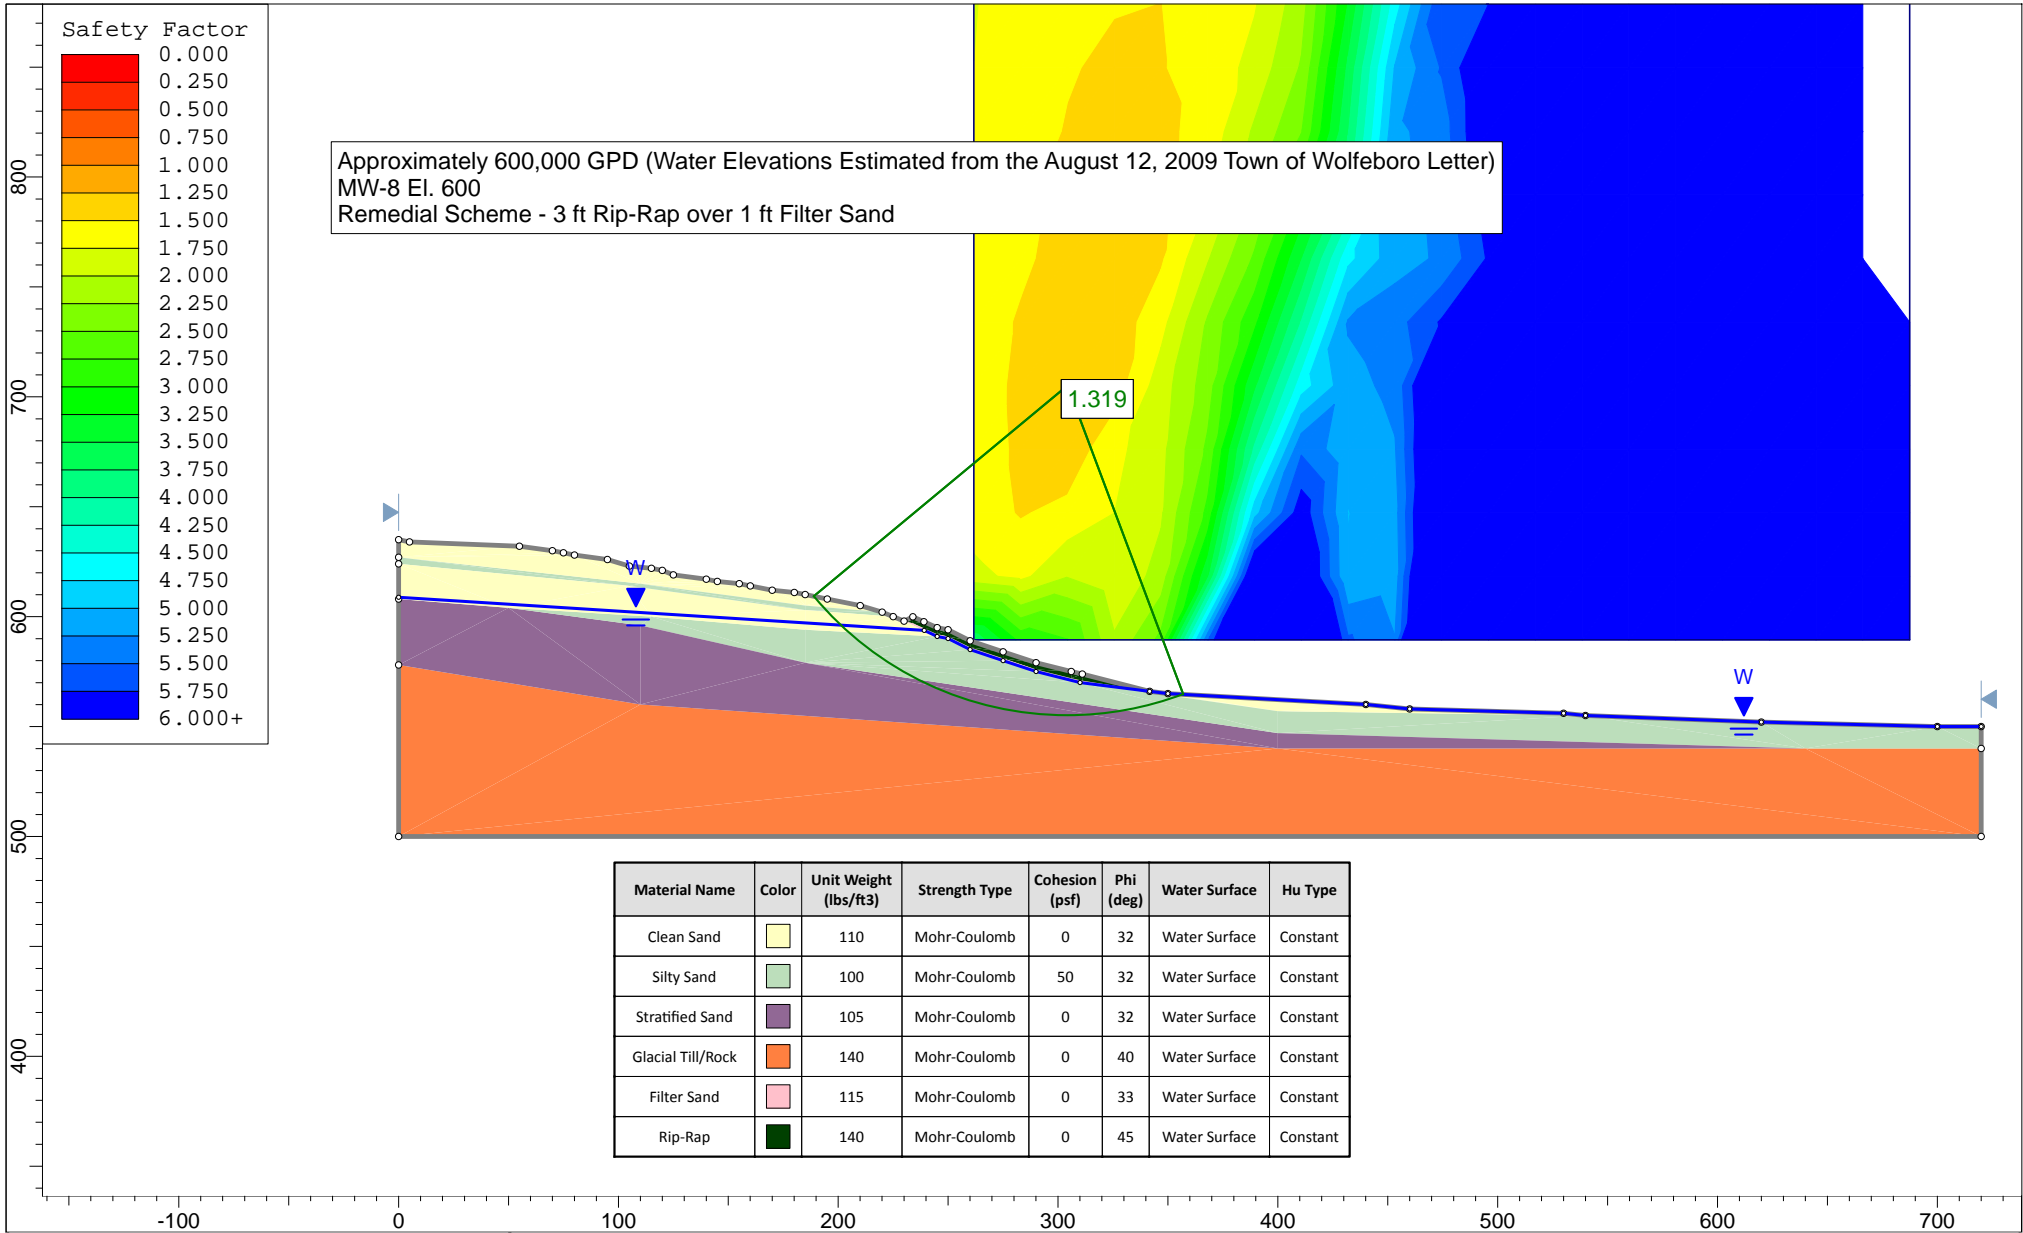 Safety Factor
0.000
0.250
0.500
0.750
1.000
1.250
1.500
1.750
2.000
2.250
2.500
2.750
3.000
3.250
3.500
3.750
4.000
4.250
4.500
4.750
5.000
5.250
5.500
5.750
6.000+
Approximately 600,000 GPD (Water Elevations Estimated from the August 12, 2009 Town of Wolfeboro Letter)
MW-8 El. 600
Remedial Scheme - 3 ft Rip-Rap over 1 ft Filter Sand
1.319
W
W
800
700
600
500
400
Material Name Color Unit Weight (lbs/ft3) Strength Type Cohesion (psf) Phi (deg) Water Surface Hu Type
Clean Sand 110 Mohr-Coulomb 0 32 Water Surface Constant
Silty Sand 100 Mohr-Coulomb 50 32 Water Surface Constant
Stratified Sand 105 Mohr-Coulomb 0 32 Water Surface Constant
Glacial Till/Rock 140 Mohr-Coulomb 0 40 Water Surface Constant
Filter Sand 115 Mohr-Coulomb 0 33 Water Surface Constant
Rip-Rap 140 Mohr-Coulomb 0 45 Water Surface Constant
-100 0 100 200 300 400 500 600 700